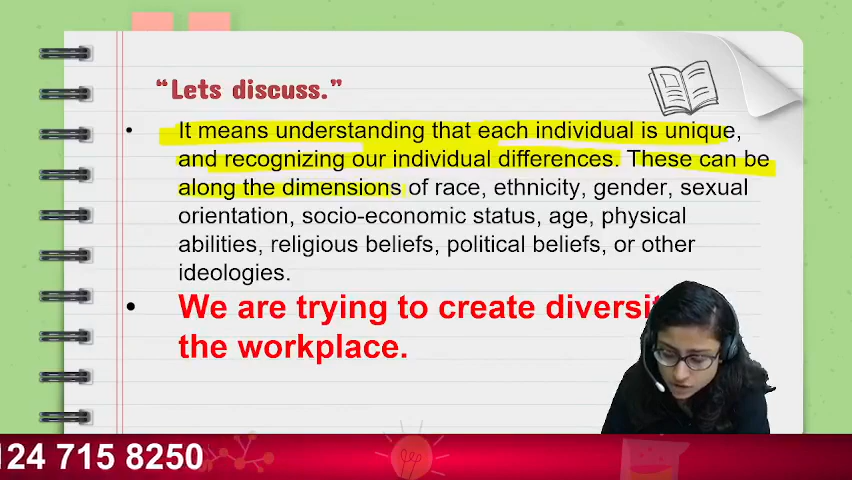 “Lets discuss.”
• It means understanding that each individual is unique,
and recognizing our individual differences. These can be
along the dimensions of race, ethnicity, gender, sexual
orientation, socio-economic status, age, physical
abilities, religious beliefs, political beliefs, or other
ideologies.
• We are trying to create
the workplace.
124 715 8250